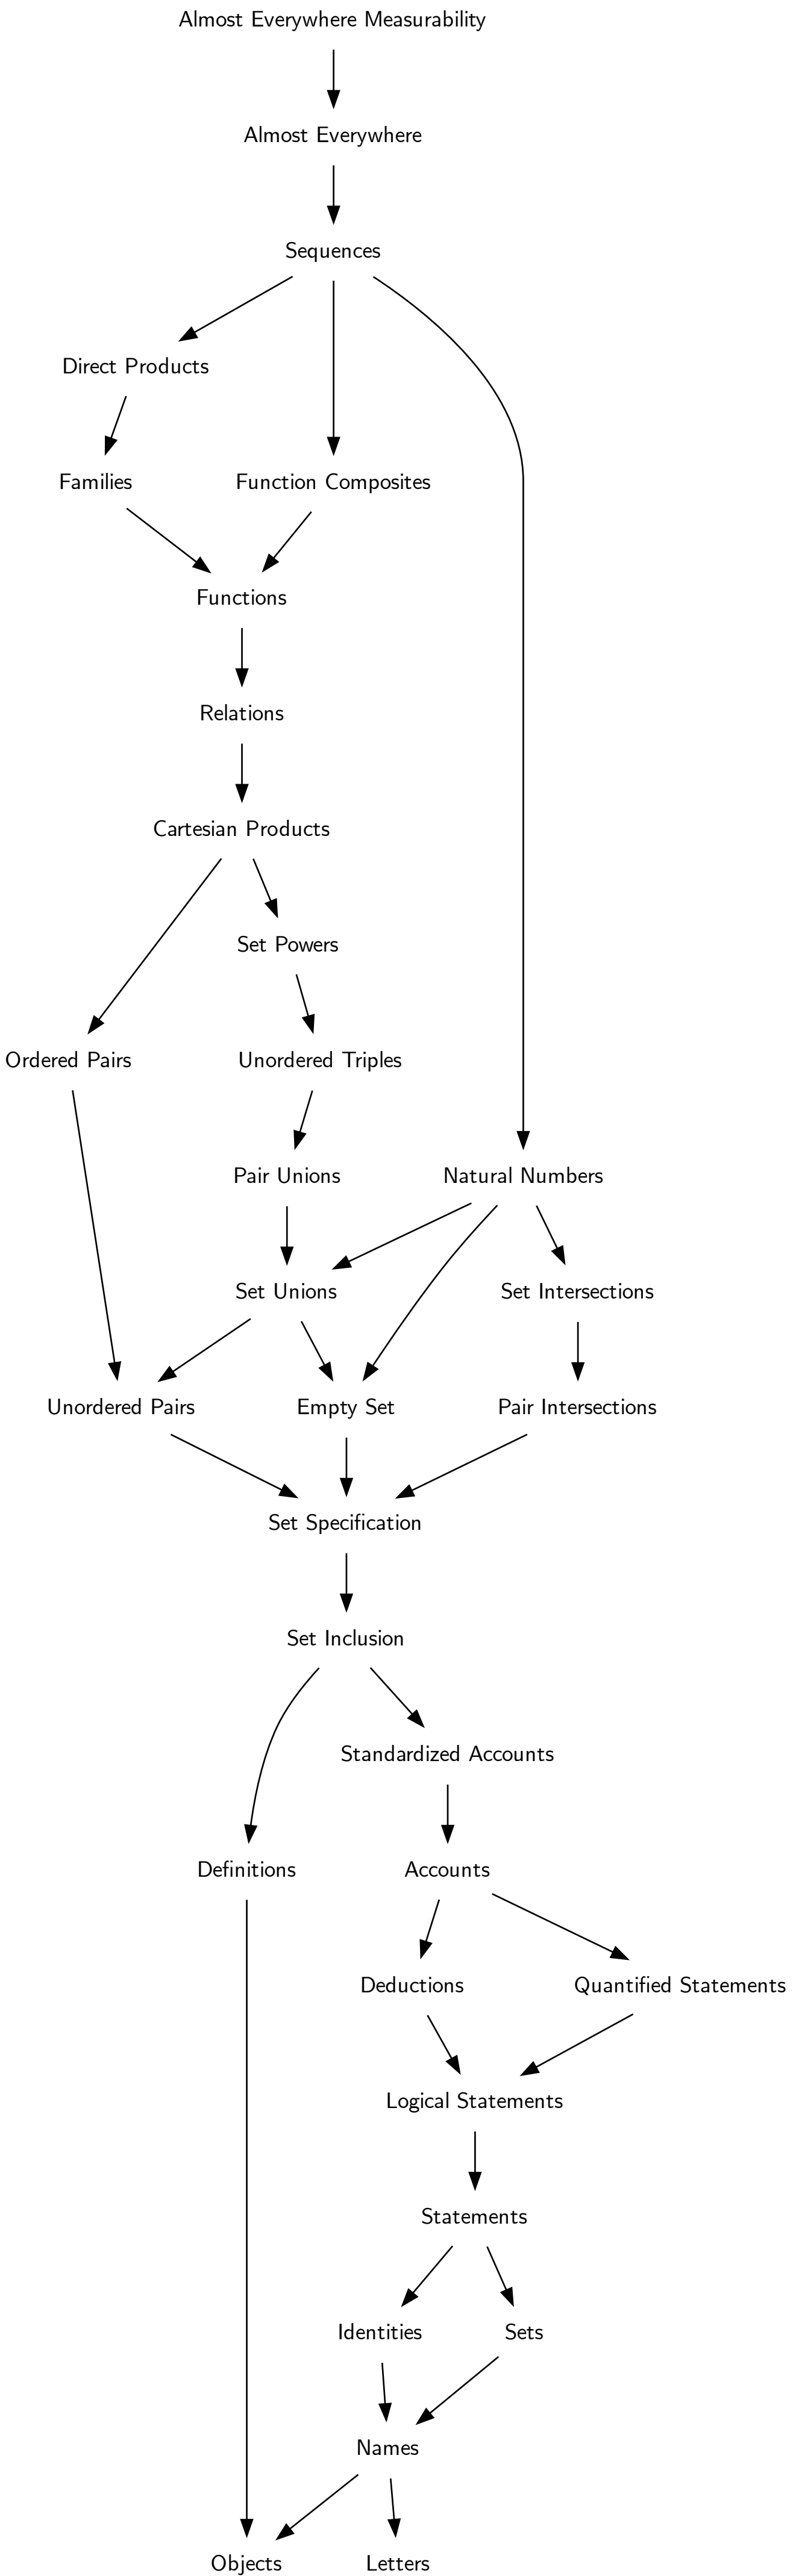 Almost Everywhere Measurability
Almost Everywhere
Sequences
Direct Products
Families
Function Composites
Functions
Relations
Cartesian Products
Set Powers
Ordered Pairs
Unordered Triples
Pair Unions
Natural Numbers
Set Unions
Set Intersections
Unordered Pairs
Empty Set
Pair Intersections
Set Specification
Set Inclusion
Standardized Accounts
Definitions
Accounts
Deductions
Quantified Statements
Logical Statements
Statements
Identities
Sets
Names
Objects
Letters